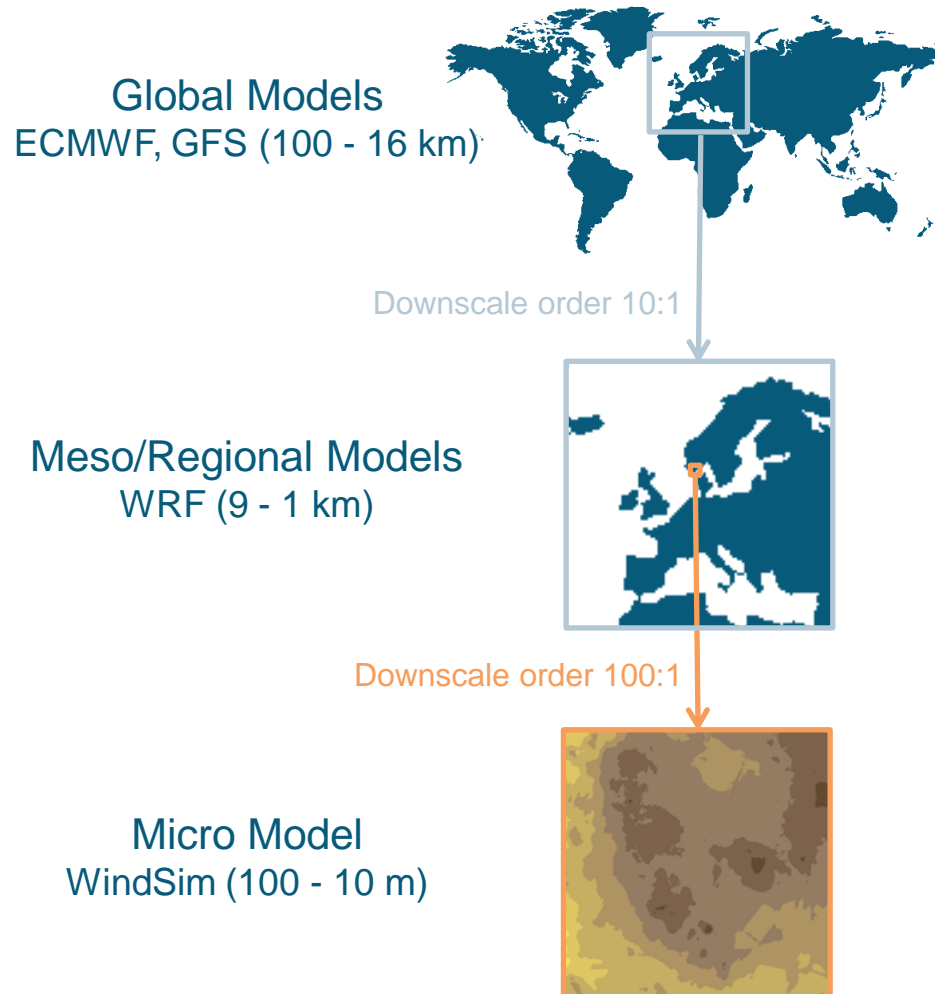 Global Models
ECMWF, GFS (100 - 16 km)
Downscale order 10:1
Meso/Regional Models
WRF (9 - 1 km)
Downscale order 100:1
Micro Model
WindSim (100 - 10 m)